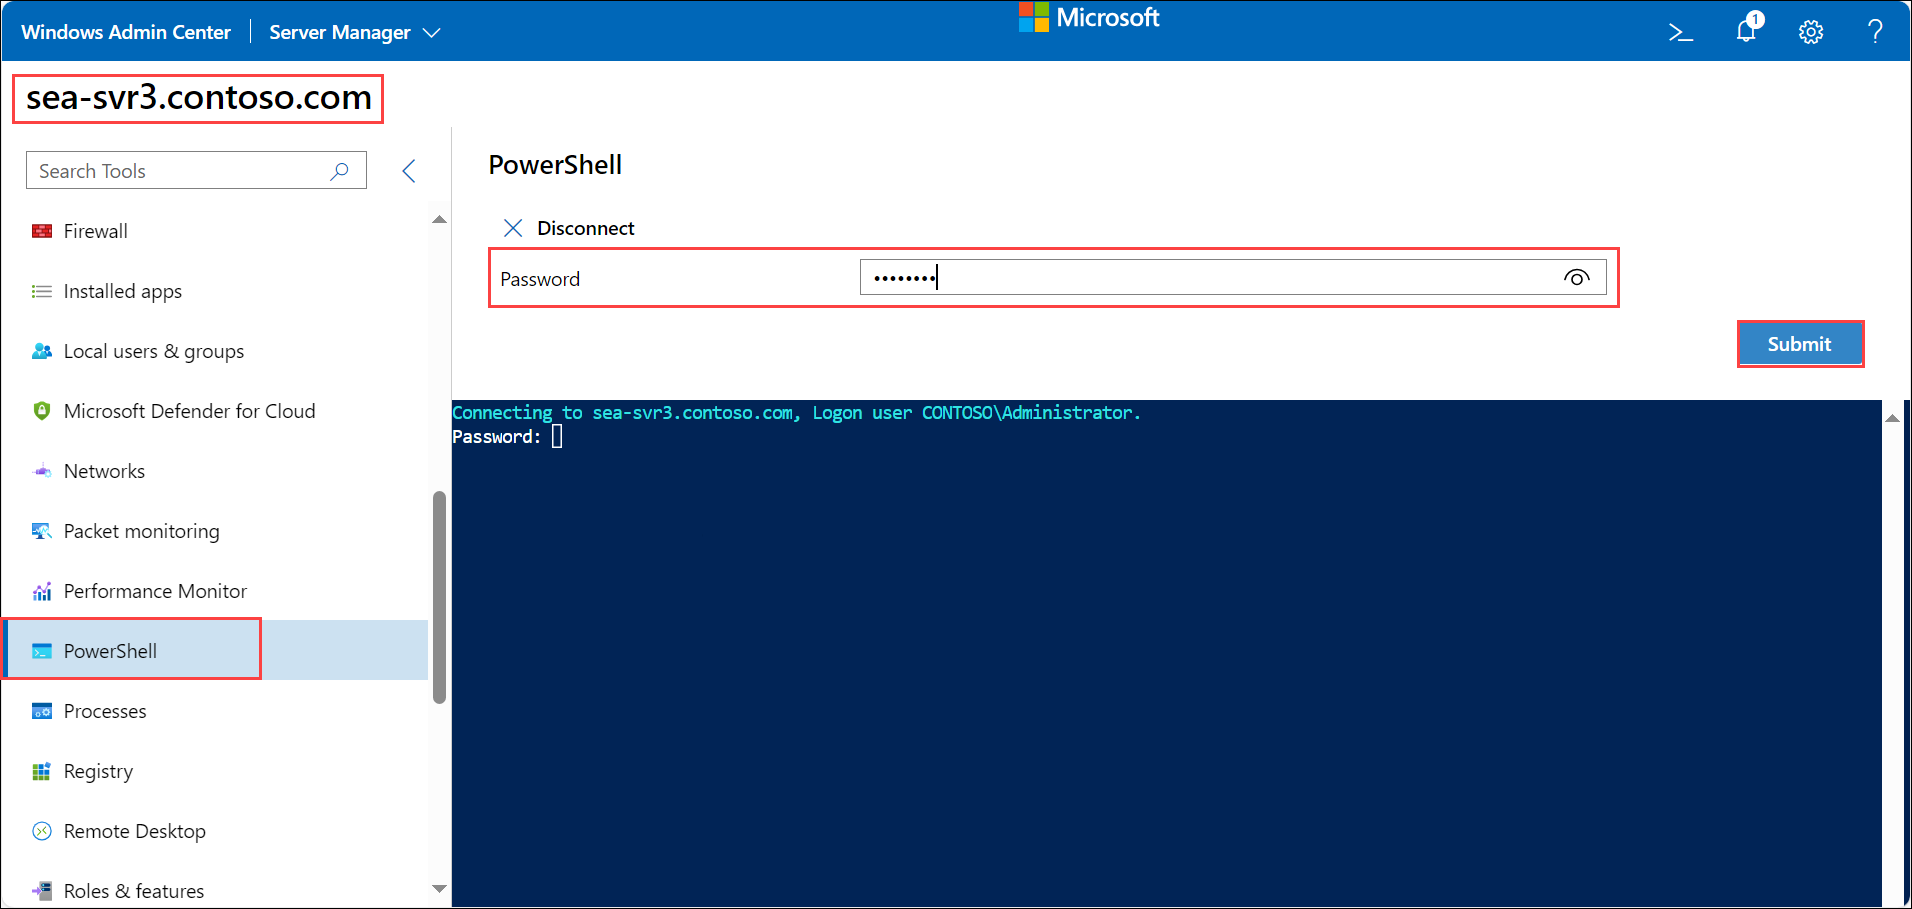 Windows Admin Center
Server Manager
Microsoft
1
sea-svr3.contoso.com
Search Tools
Firewall
Installed apps
Local users & groups
Microsoft Defender for Cloud
Networks
Packet monitoring
Performance Monitor
PowerShell
Processes
Registry
Remote Desktop
Roles & features
PowerShell
Disconnect
Password
Submit
Connecting to sea-svr3.contoso.com, Logon user CONTOSO\Administrator.
Password: